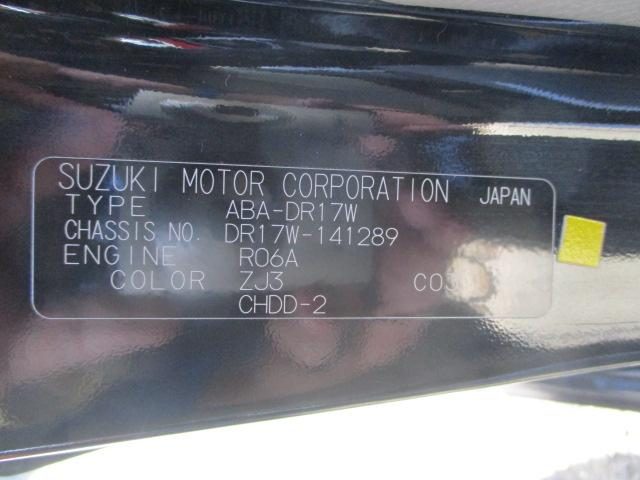 SUZUKI MOTOR CORPORATION JAPAN
TYPE ABA-DR17W
CHASSIS NO. DR17W-141289
ENGINE R06A
COLOR ZJ3
CHDD-2